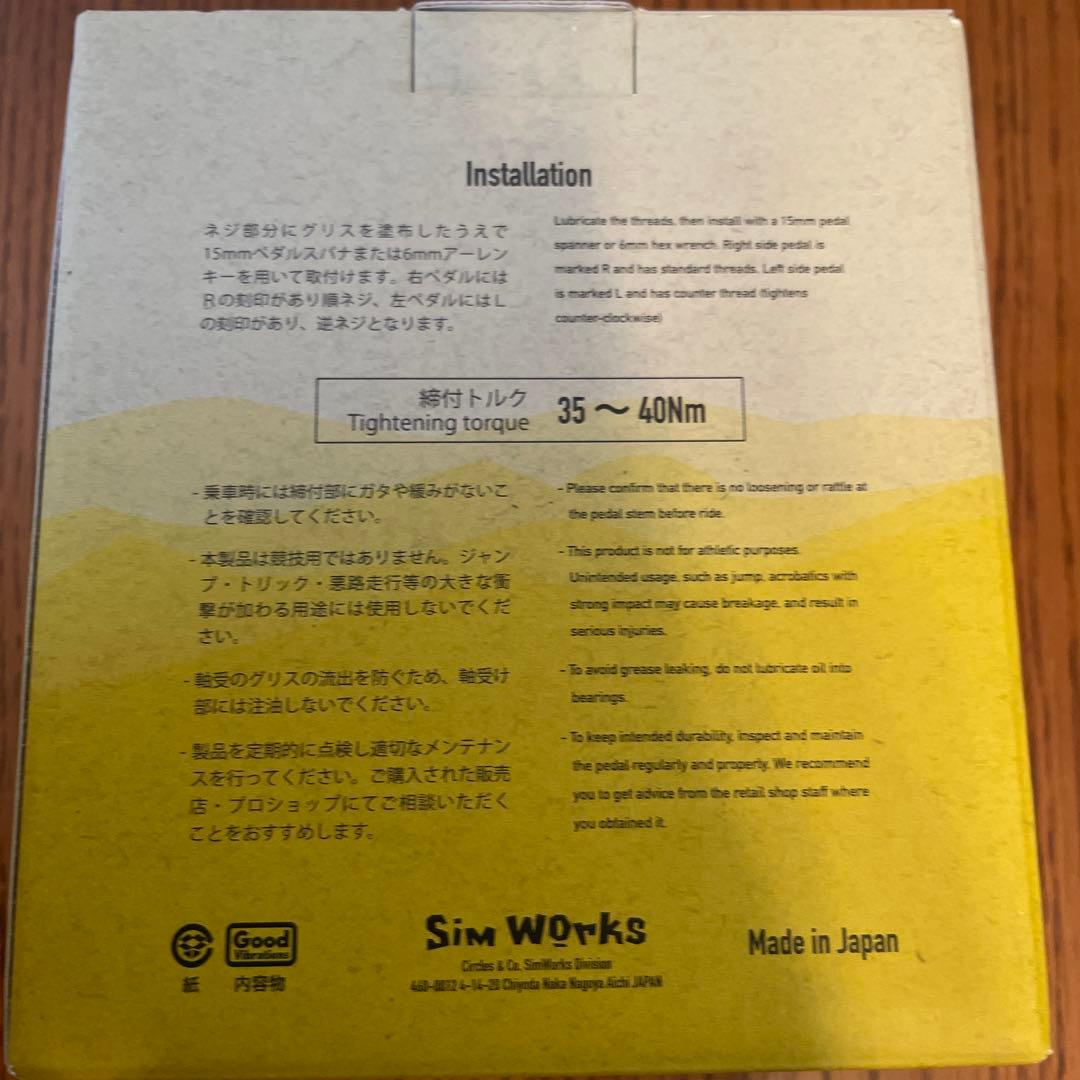 Installation
ネジ部分にグリスを塗布したうえで
15mmペダルスパナまたは6mmアーレン
キーを用いて取付けます。右ペダルには
Rの刻印があり順ネジ、左ペダルにはL
の刻印があり、逆ネジとなります。
Lubricate the threads, then install with a 15mm pedal
spanner or 6mm hex wrench. Right side pedal is
marked R and has standard threads. Left side pedal
is marked L and has counter thread (tightens
counter-clockwise)
締付トルク
Tightening torque
35 〜 40Nm
- 乗車時には締付部にガタや緩みがないこ
とを確認してください。
- 本製品は競技用ではありません。ジャン
プ・トリック・悪路走行等の大きな衝
撃が加わる用途には使用しないでくだ
さい。
- 軸受のグリスの流出を防ぐため、軸受け
部には注油しないでください。
- 製品を定期的に点検し適切なメンテナン
スを行ってください。ご購入された販売
店・プロショップにてご相談いただく
ことをおすすめします。
- Please confirm that there is no loosening or rattle at
the pedal stem before ride.
- This product is not for athletic purposes.
Unintended usage, such as jump, acrobatics with
strong impact may cause breakage, and result in
serious injuries.
- To avoid grease leaking, do not lubricate oil into
bearings.
- To keep intended durability, inspect and maintain
the pedal regularly and properly. We recommend
you to get advice from the retail shop staff where
you obtained it.
紙
Good
Vibrations
内容物
SiM WOrks
Circles & Co. SimWorks Division
460-0012 4-14-20 Chiyoda Naka Nagoya Aichi JAPAN
Made in Japan